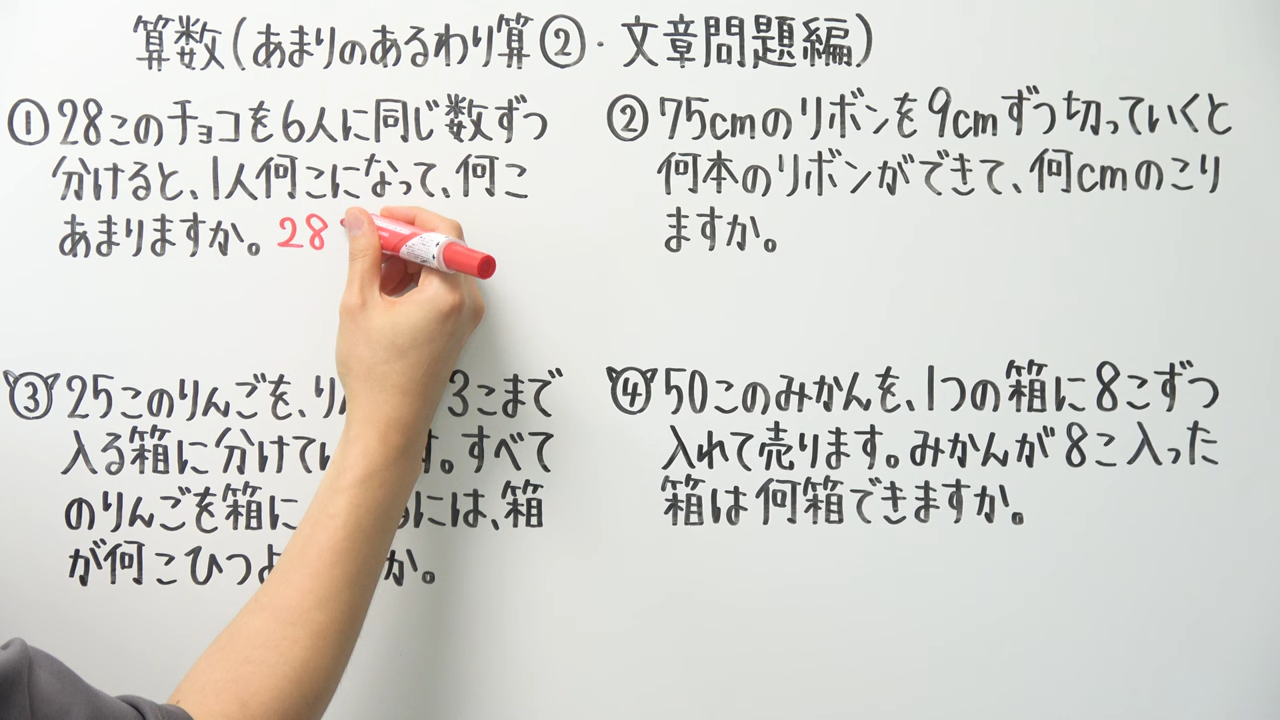 算数(あまりのあるわり算②・文章問題編)
①28このチョコを6人に同じ数ずつ
分けると、1人何こになって、何こ
あまりますか。28
②75cmのリボンを9cmずつ切っていくと
何本のリボンができて、何cmのこり
ますか。
③25このりんごを、り 3こまで
入る箱に分けてい す。すべて
のりんごを箱に るには、箱
が何こひつよ か。
④50このみかんを、1つの箱に8こずつ
入れて売ります。みかんが8こ入った
箱は何箱できますか。